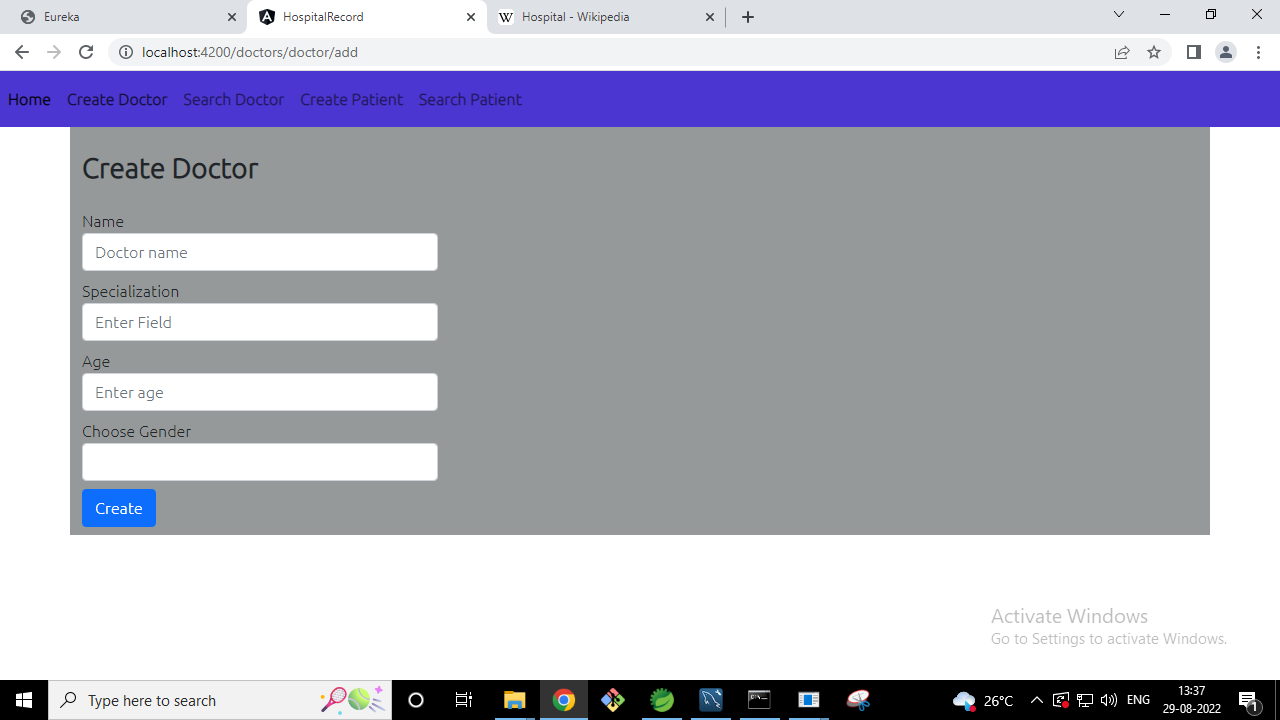 Eureka
HospitalRecord
W Hospital - Wikipedia
localhost:4200/doctors/doctor/add
Home Create Doctor Search Doctor Create Patient Search Patient
Create Doctor
Name
Doctor name
Specialization
Enter Field
Age
Enter age
Choose Gender
Create
Activate Windows
Go to Settings to activate Windows.
Type here to search
26°C
ENG
13:37
29-08-2022
1